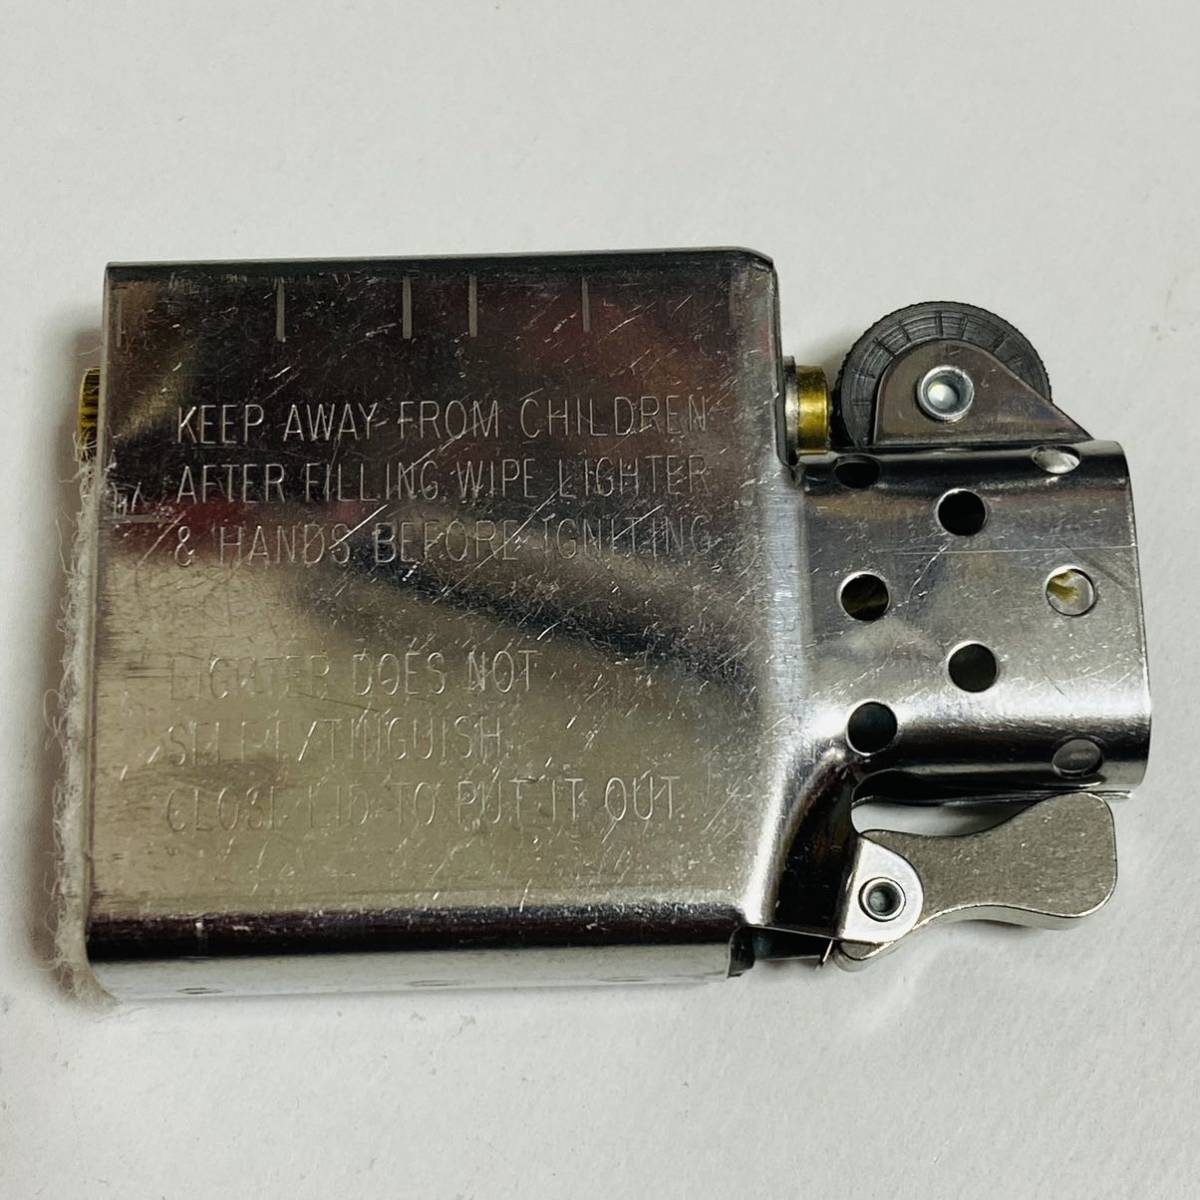 KEEP AWAY FROM CHILDREN
AFTER FILLING WIPE LIGHTER
& HANDS BEFORE IGNITING
LIGHTER DOES NOT
SELF-EXTINGUISH.
CLOSE LID TO PUT IT OUT.